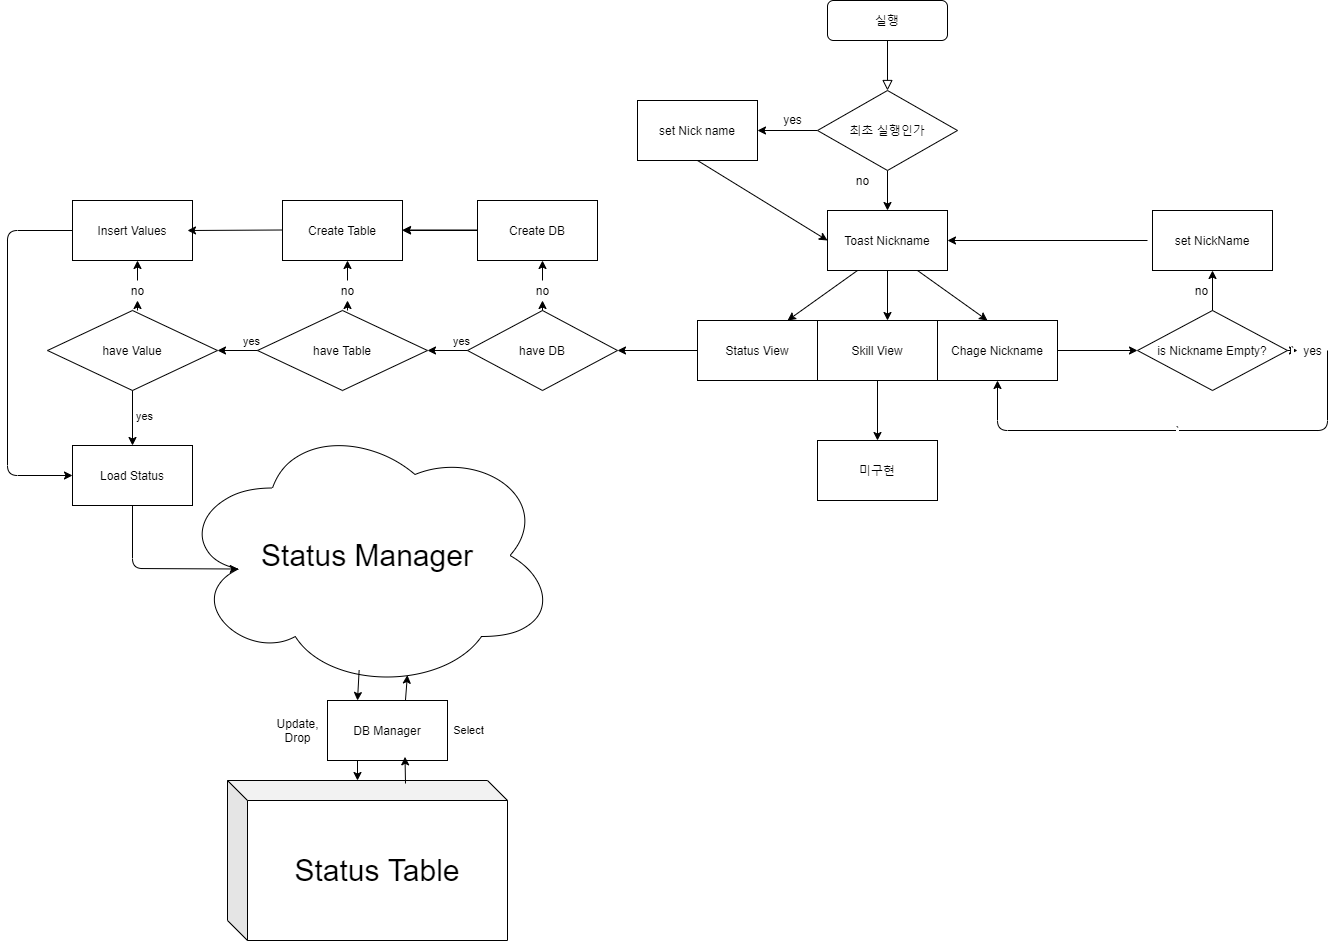 실행
최초 실행인가
yes
set Nick name
no
Toast Nickname
set NickName
no
Insert Values
Create Table
Create DB
no
no
no
have Value
yes
have Table
yes
have DB
Status View
Skill View
Chage Nickname
is Nickname Empty?
yes
yes
Load Status
미구현
Status Manager
Update,
Drop
DB Manager
Select
Status Table